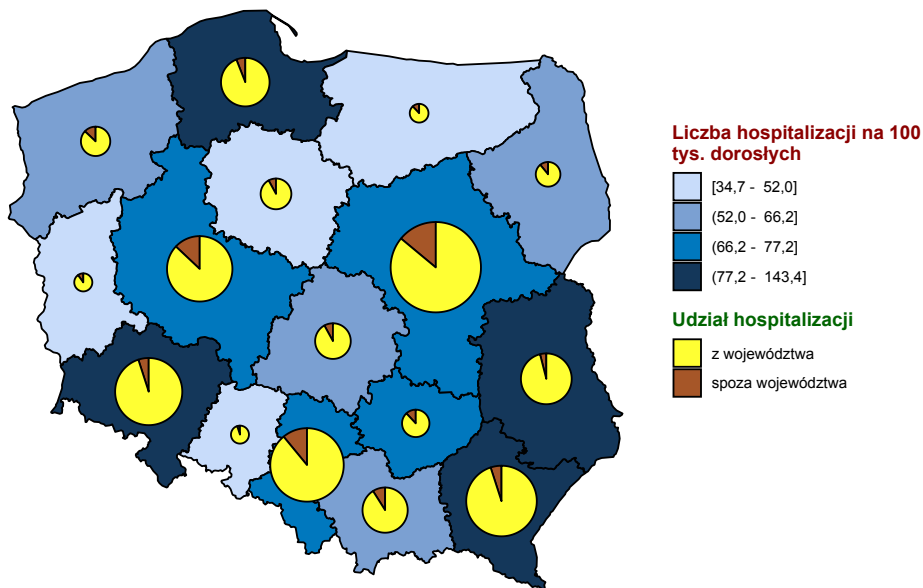 Liczba hospitalizacji na 100
tys. dorosłych
[34,7 - 52,0]
(52,0 - 66,2]
(66,2 - 77,2]
(77,2 - 143,4]
Udział hospitalizacji
z województwa
spoza województwa